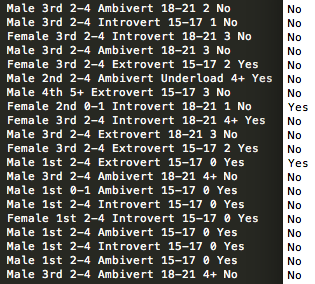 Male 3rd 2-4 Ambivert 18-21 2 No No
Male 3rd 2-4 Introvert 15-17 1 No No
Female 3rd 2-4 Introvert 18-21 3 No No
Male 3rd 2-4 Ambivert 18-21 3 No No
Female 3rd 2-4 Extrovert 15-17 2 Yes No
Male 2nd 2-4 Ambivert Underload 4+ Yes No
Male 4th 5+ Extrovert 15-17 3 No No
Female 2nd 0-1 Introvert 18-21 1 No Yes
Female 3rd 2-4 Introvert 18-21 4+ Yes No
Male 3rd 2-4 Extrovert 18-21 3 No No
Female 3rd 2-4 Extrovert 15-17 2 Yes No
Male 1st 2-4 Extrovert 15-17 0 Yes Yes
Male 3rd 2-4 Ambivert 18-21 4+ No No
Male 1st 0-1 Ambivert 15-17 0 Yes No
Male 1st 2-4 Introvert 15-17 0 Yes No
Female 1st 2-4 Introvert 15-17 0 Yes No
Male 1st 2-4 Ambivert 15-17 0 Yes No
Male 1st 2-4 Introvert 15-17 0 Yes No
Male 1st 2-4 Ambivert 15-17 0 Yes No
Male 3rd 2-4 Ambivert 18-21 4+ No No